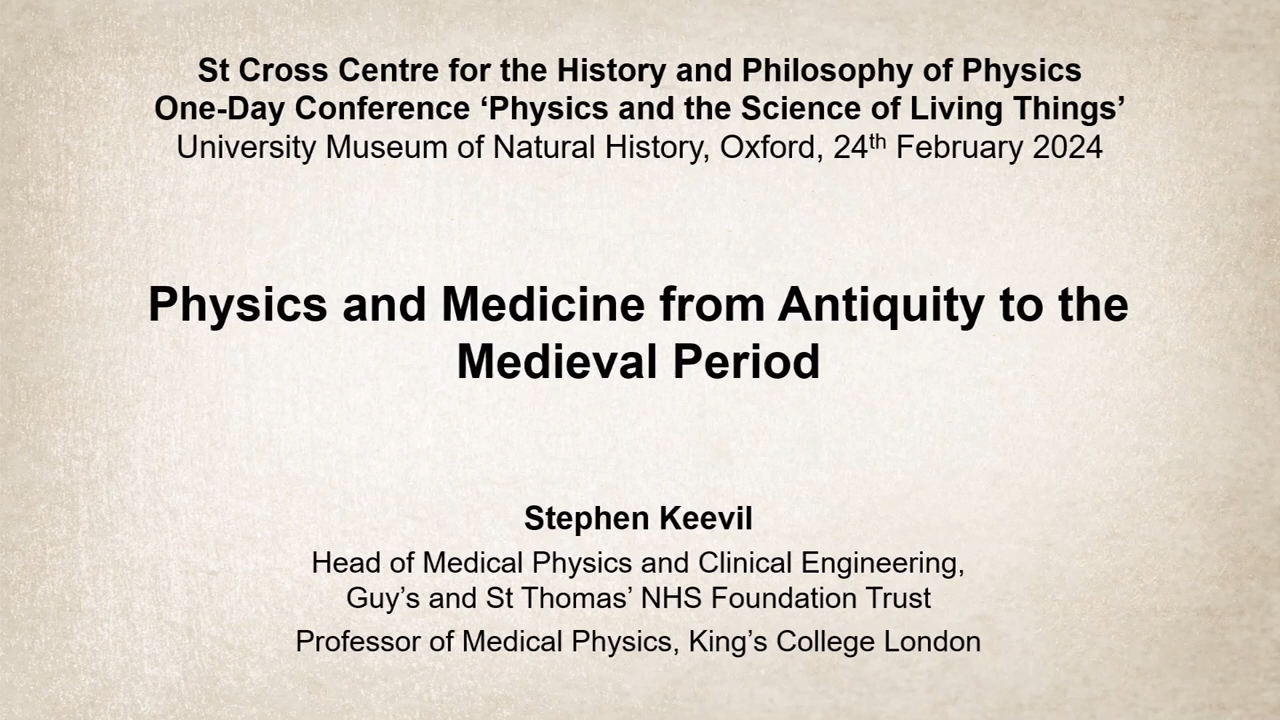 St Cross Centre for the History and Philosophy of Physics
One-Day Conference ‘Physics and the Science of Living Things’
University Museum of Natural History, Oxford, 24th February 2024
Physics and Medicine from Antiquity to the
Medieval Period
Stephen Keevil
Head of Medical Physics and Clinical Engineering,
Guy’s and St Thomas’ NHS Foundation Trust
Professor of Medical Physics, King’s College London